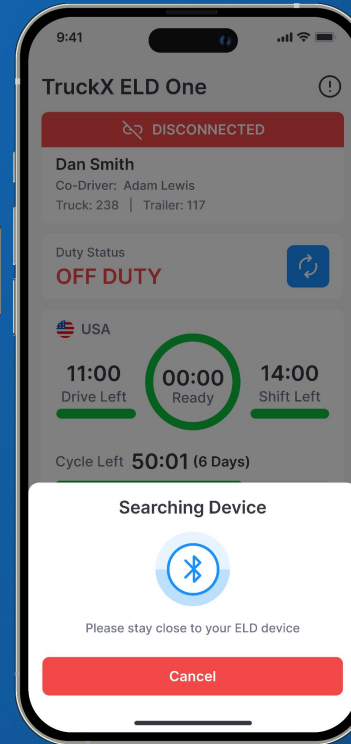 9:41
TruckX ELD One
DISCONNECTED
Dan Smith
Co-Driver: Adam Lewis
Truck: 238 | Trailer: 117
Duty Status
OFF DUTY
USA
11:00 00:00 14:00
Drive Left Ready Shift Left
Cycle Left 50:01 (6 Days)
Searching Device
Please stay close to your ELD device
Cancel